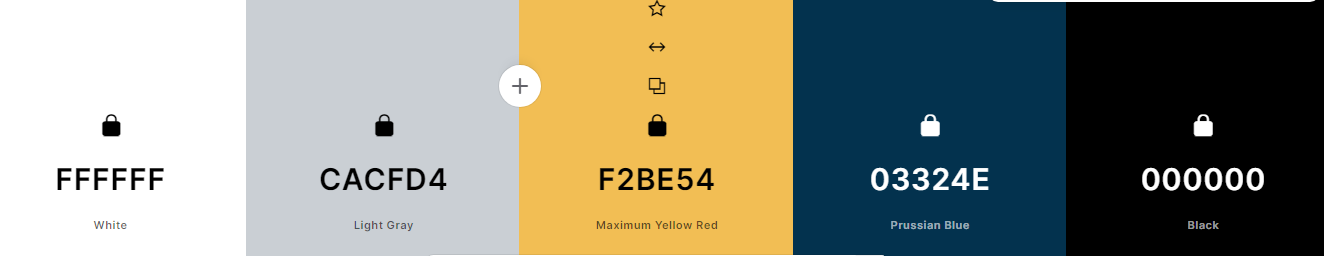 FFFFFF
White
CACFD4
Light Gray
F2BE54
Maximum Yellow Red
03324E
Prussian Blue
000000
Black